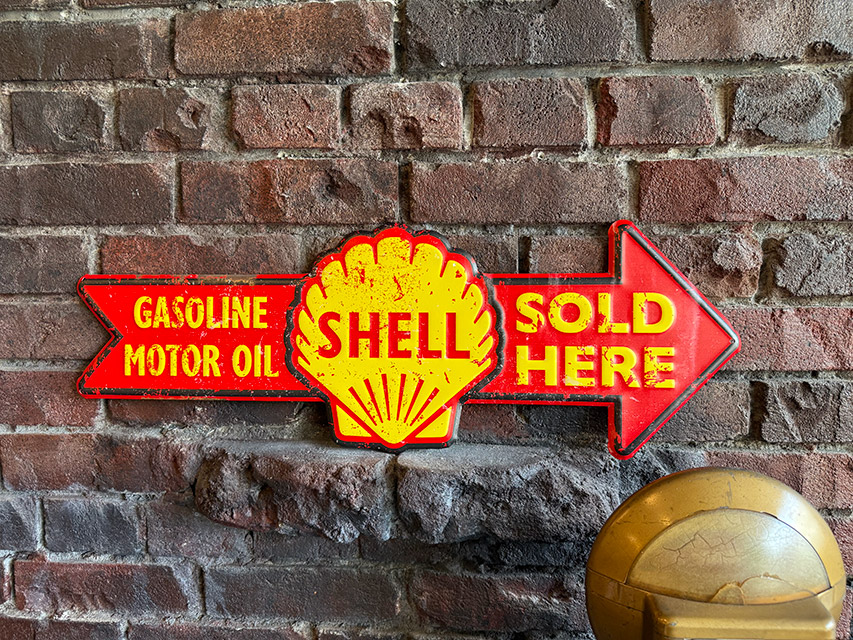 GASOLINE
MOTOR OIL
SHELL
SOLD
HERE